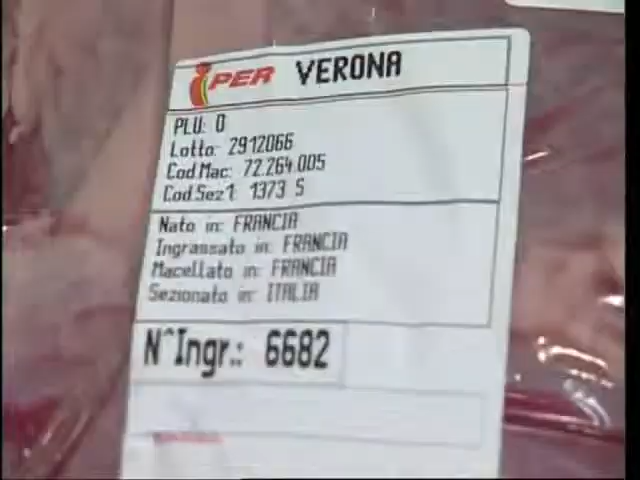 IPER VERONA
PLU: 0
Lotto: 2912066
Cod.Mac: 72.264.005
Cod.Sez1: 1373 S
Nato in: FRANCIA
Ingrassato in: FRANCIA
Macellato in: FRANCIA
Sezionato in: ITALIA
N°Ingr.: 6682